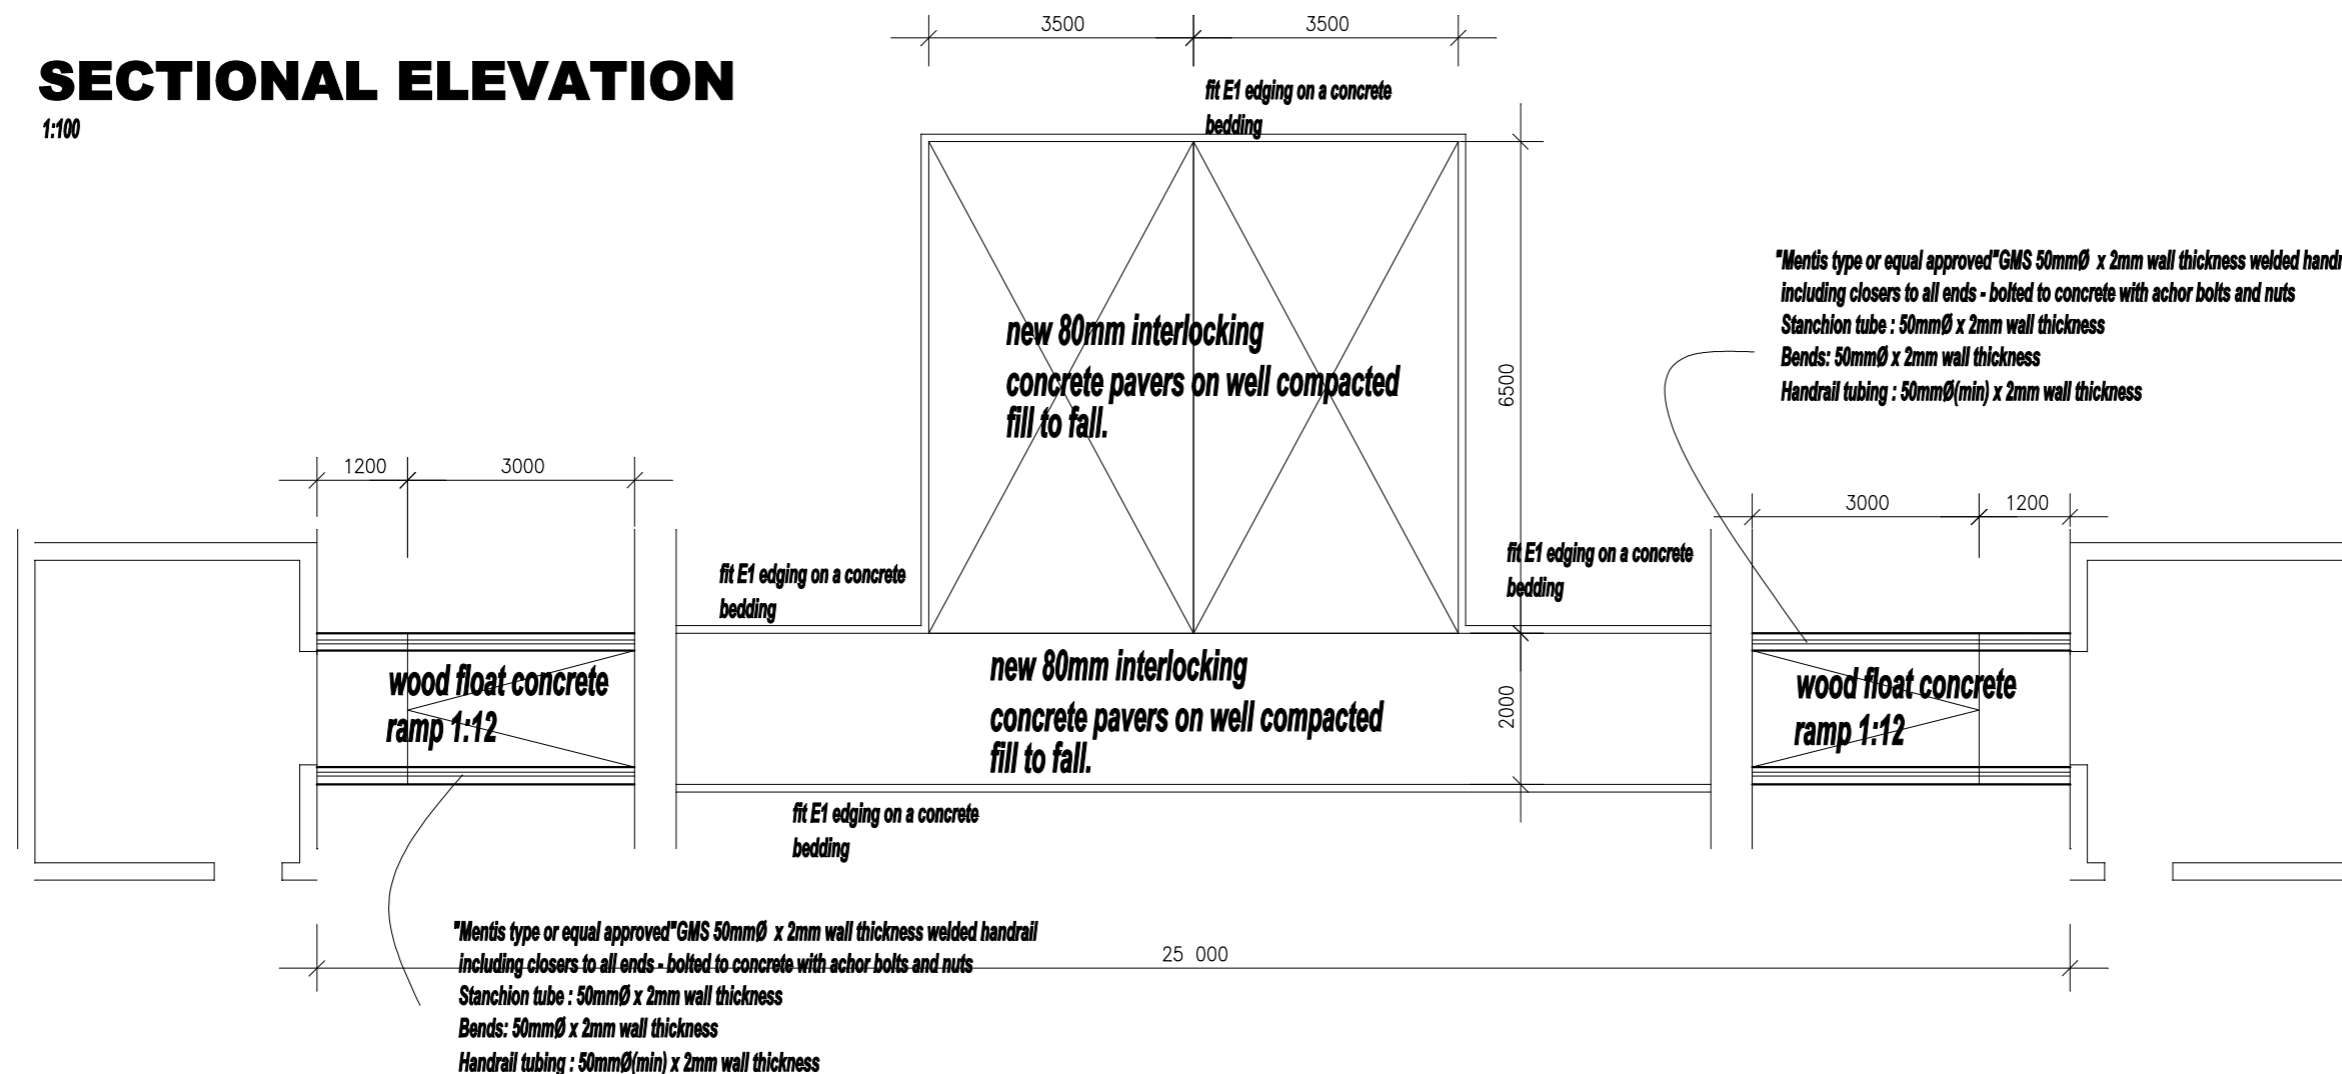 SECTIONAL ELEVATION
1:100
3500
3500
fit E1 edging on a concrete
bedding
new 80mm interlocking
concrete pavers on well compacted
fill to fall.
6500
"Mentis type or equal approved"GMS 50mmØ x 2mm wall thickness welded
including closers to all ends - bolted to concrete with achor bolts and nuts
Stanchion tube : 50mmØ x 2mm wall thickness
Bends: 50mmØ x 2mm wall thickness
Handrail tubing : 50mmØ(min) x 2mm wall thickness
1200
3000
3000
1200
fit E1 edging on a concrete
bedding
fit E1 edging on a concrete
bedding
wood float concrete
ramp 1:12
new 80mm interlocking
concrete pavers on well compacted
fill to fall.
2000
wood float concrete
ramp 1:12
fit E1 edging on a concrete
bedding
"Mentis type or equal approved"GMS 50mmØ x 2mm wall thickness welded handrail
including closers to all ends - bolted to concrete with achor bolts and nuts
Stanchion tube : 50mmØ x 2mm wall thickness
Bends: 50mmØ x 2mm wall thickness
Handrail tubing : 50mmØ(min) x 2mm wall thickness
25 000